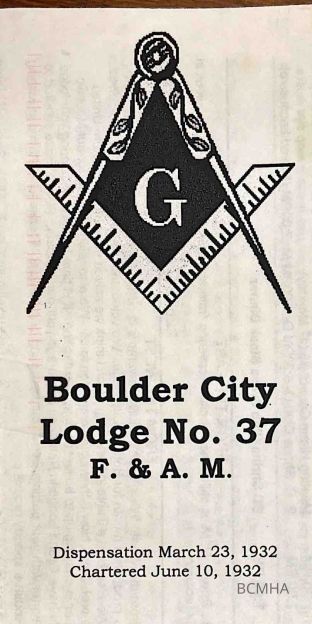 G
Boulder City
Lodge No. 37
F. & A. M.
Dispensation March 23, 1932
Chartered June 10, 1932
BCMHA